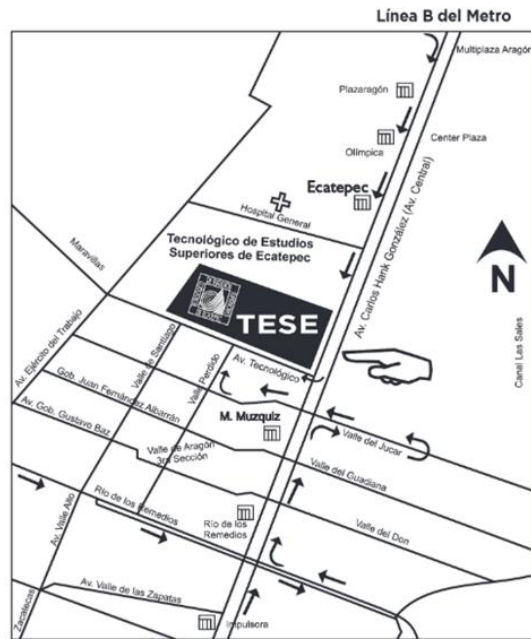 Línea B del Metro
Multiplaza Aragón
Plazaragón
Olímpica
Center Plaza
Ecatepec
Hospital General
Av. Carlos Hank González (Av. Central)
Tecnológico de Estudios
Superiores de Ecatepec
Maravillas
N
TESE
Canal Las Sales
Av. Ejército del Trabajo
Valle de Santiago
Valle Perdido
Av. Tecnológico
Gob. Juan Fernández Albarrán
Av. Gob. Gustavo Baz
M. Muzquiz
Valle del Jucar
Valle de Aragón
3ra Sección
Valle del Guadiana
Río de los Remedios
Río de los
Remedios
Valle del Don
Av. Valle Alto
Av. Valle de las Zapatas
Zacatecas
Impulsora